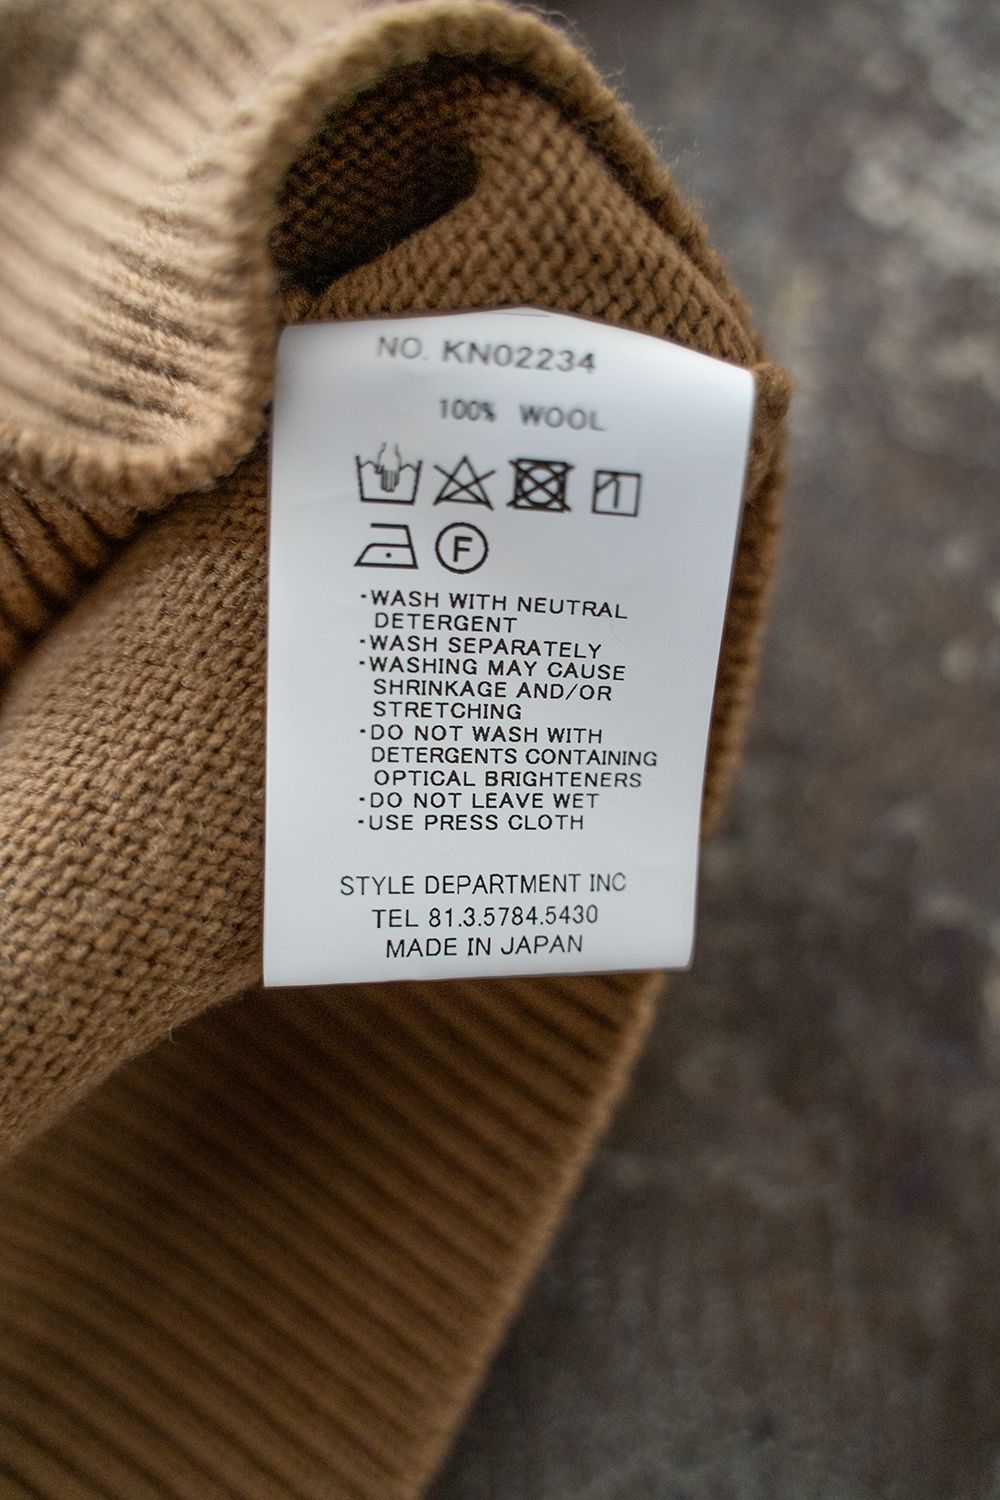 NO. KN02234
100% WOOL
F
·WASH WITH NEUTRAL
DETERGENT
·WASH SEPARATELY
·WASHING MAY CAUSE
SHRINKAGE AND/OR
STRETCHING
·DO NOT WASH WITH
DETERGENTS CONTAINING
OPTICAL BRIGHTENERS
·DO NOT LEAVE WET
·USE PRESS CLOTH
STYLE DEPARTMENT INC
TEL 81.3.5784.5430
MADE IN JAPAN